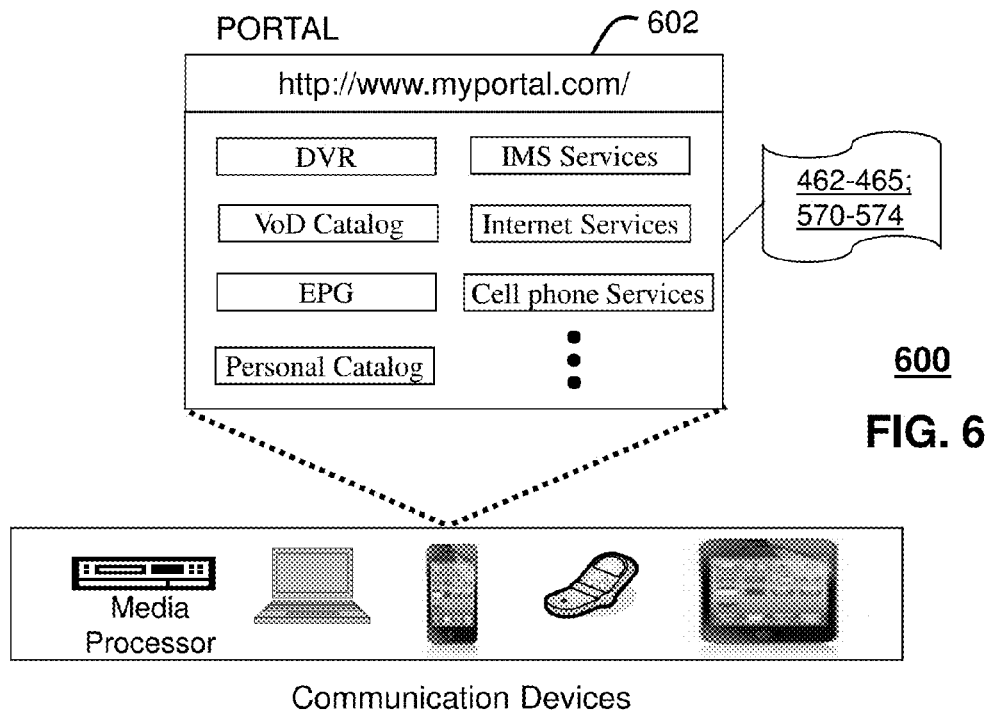 PORTAL
602
http://www.myportal.com/
DVR
IMS Services
VoD Catalog
Internet Services
EPG
Cell phone Services
Personal Catalog
462-465;
570-574
600
FIG. 6
Media
Processor
Communication Devices